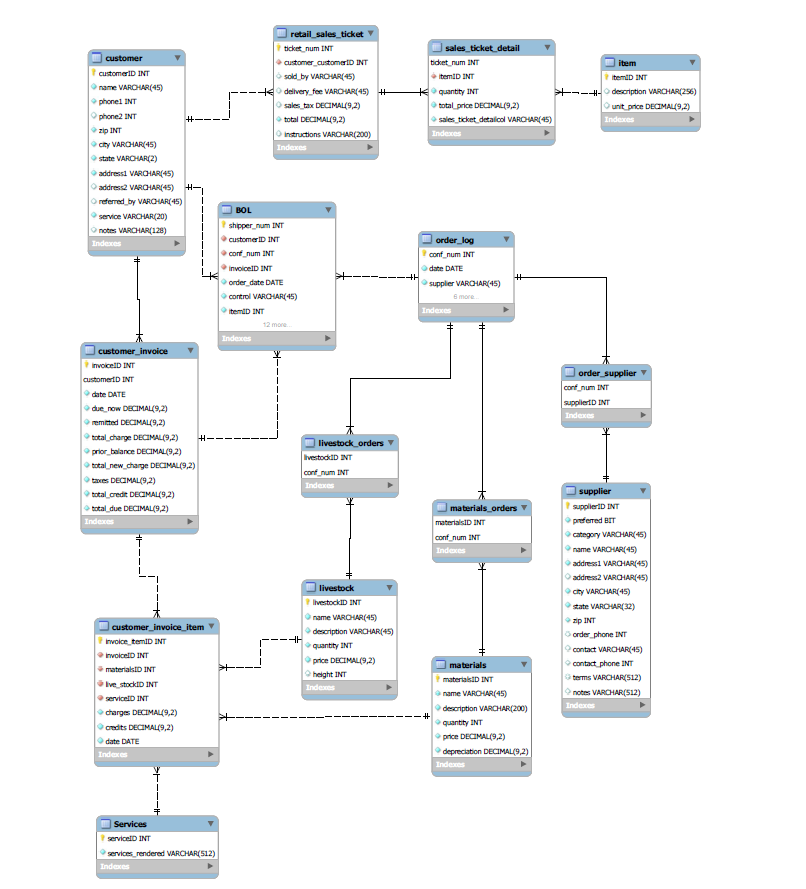 customer
customerID INT
name VARCHAR(45)
phone1 INT
phone2 INT
zip INT
city VARCHAR(45)
state VARCHAR(2)
address1 VARCHAR(45)
address2 VARCHAR(45)
referred_by VARCHAR(45)
service VARCHAR(20)
notes VARCHAR(128)
Indexes
retail_sales_ticket
ticket_num INT
customer_customerID INT
sold_by VARCHAR(45)
delivery_fee VARCHAR(45)
sales_tax DECIMAL(9,2)
total DECIMAL(9,2)
instructions VARCHAR(200)
Indexes
sales_ticket_detail
ticket_num INT
itemID INT
quantity INT
total_price DECIMAL(9,2)
sales_ticket_detailcol VARCHAR(45)
Indexes
item
itemID INT
description VARCHAR(256)
unit_price DECIMAL(9,2)
Indexes
BOL
shipper_num INT
customerID INT
conf_num INT
invoiceID INT
order_date DATE
control VARCHAR(45)
itemID INT
12 more...
Indexes
order_log
conf_num INT
date DATE
supplier VARCHAR(45)
6 more...
Indexes
customer_invoice
invoiceID INT
customerID INT
date DATE
due_now DECIMAL(9,2)
remitted DECIMAL(9,2)
total_charge DECIMAL(9,2)
prior_balance DECIMAL(9,2)
total_new_charge DECIMAL(9,2)
taxes DECIMAL(9,2)
total_credit DECIMAL(9,2)
total_due DECIMAL(9,2)
Indexes
order_supplier
conf_num INT
supplierID INT
Indexes
livestock_orders
livestockID INT
conf_num INT
Indexes
materials_orders
materialsID INT
conf_num INT
Indexes
supplier
supplierID INT
preferred BIT
category VARCHAR(45)
name VARCHAR(45)
address1 VARCHAR(45)
address2 VARCHAR(45)
city VARCHAR(45)
state VARCHAR(32)
zip INT
order_phone INT
contact VARCHAR(45)
contact_phone INT
terms VARCHAR(512)
notes VARCHAR(512)
Indexes
livestock
livestockID INT
name VARCHAR(45)
description VARCHAR(45)
quantity INT
price DECIMAL(9,2)
height INT
Indexes
customer_invoice_item
invoice_itemID INT
invoiceID INT
materialsID INT
live_stockID INT
serviceID INT
charges DECIMAL(9,2)
credits DECIMAL(9,2)
date DATE
Indexes
materials
materialsID INT
name VARCHAR(45)
description VARCHAR(200)
quantity INT
price DECIMAL(9,2)
depreciation DECIMAL(9,2)
Indexes
Services
serviceID INT
services_rendered VARCHAR(512)
Indexes